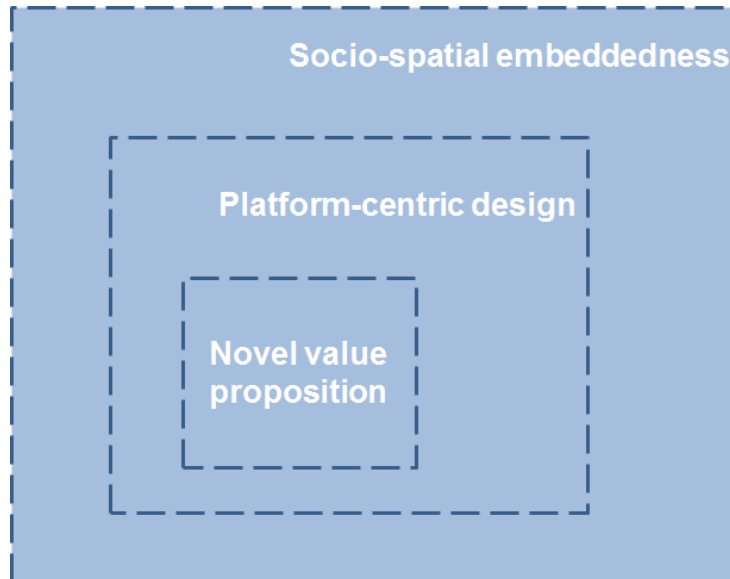 Socio-spatial embeddedness
Platform-centric design
Novel value
proposition